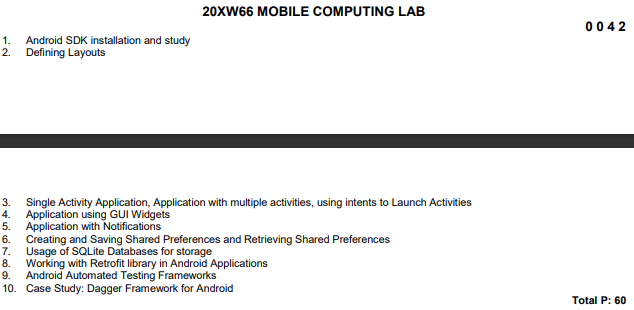 20XW66 MOBILE COMPUTING LAB
0 0 4 2
1. Android SDK installation and study
2. Defining Layouts
3. Single Activity Application, Application with multiple activities, using intents to Launch Activities
4. Application using GUI Widgets
5. Application with Notifications
6. Creating and Saving Shared Preferences and Retrieving Shared Preferences
7. Usage of SQLite Databases for storage
8. Working with Retrofit library in Android Applications
9. Android Automated Testing Frameworks
10. Case Study: Dagger Framework for Android
Total P: 60